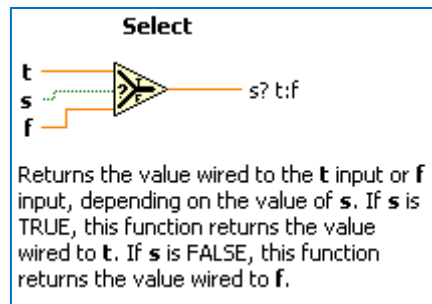 Select
t
s
f
s? t:f
?
T
F
Returns the value wired to the t input or f
input, depending on the value of s. If s is
TRUE, this function returns the value
wired to t. If s is FALSE, this function
returns the value wired to f.